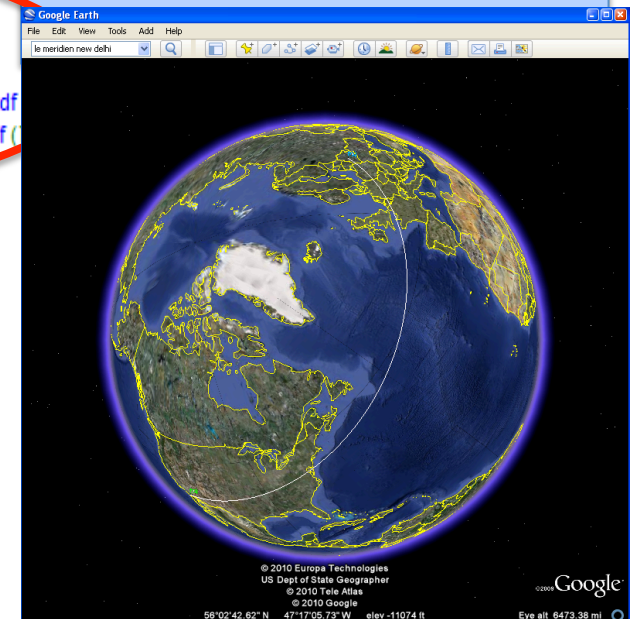 Google Earth
File Edit View Tools Add Help
le meridien new delhi
df
f (
© 2010 Europa Technologies
US Dept of State Geographer
© 2010 Tele Atlas
© 2010 Google
©2009 Google
56°02'42.62" N 47°17'05.73" W elev -11074 ft Eye alt 6473.38 mi